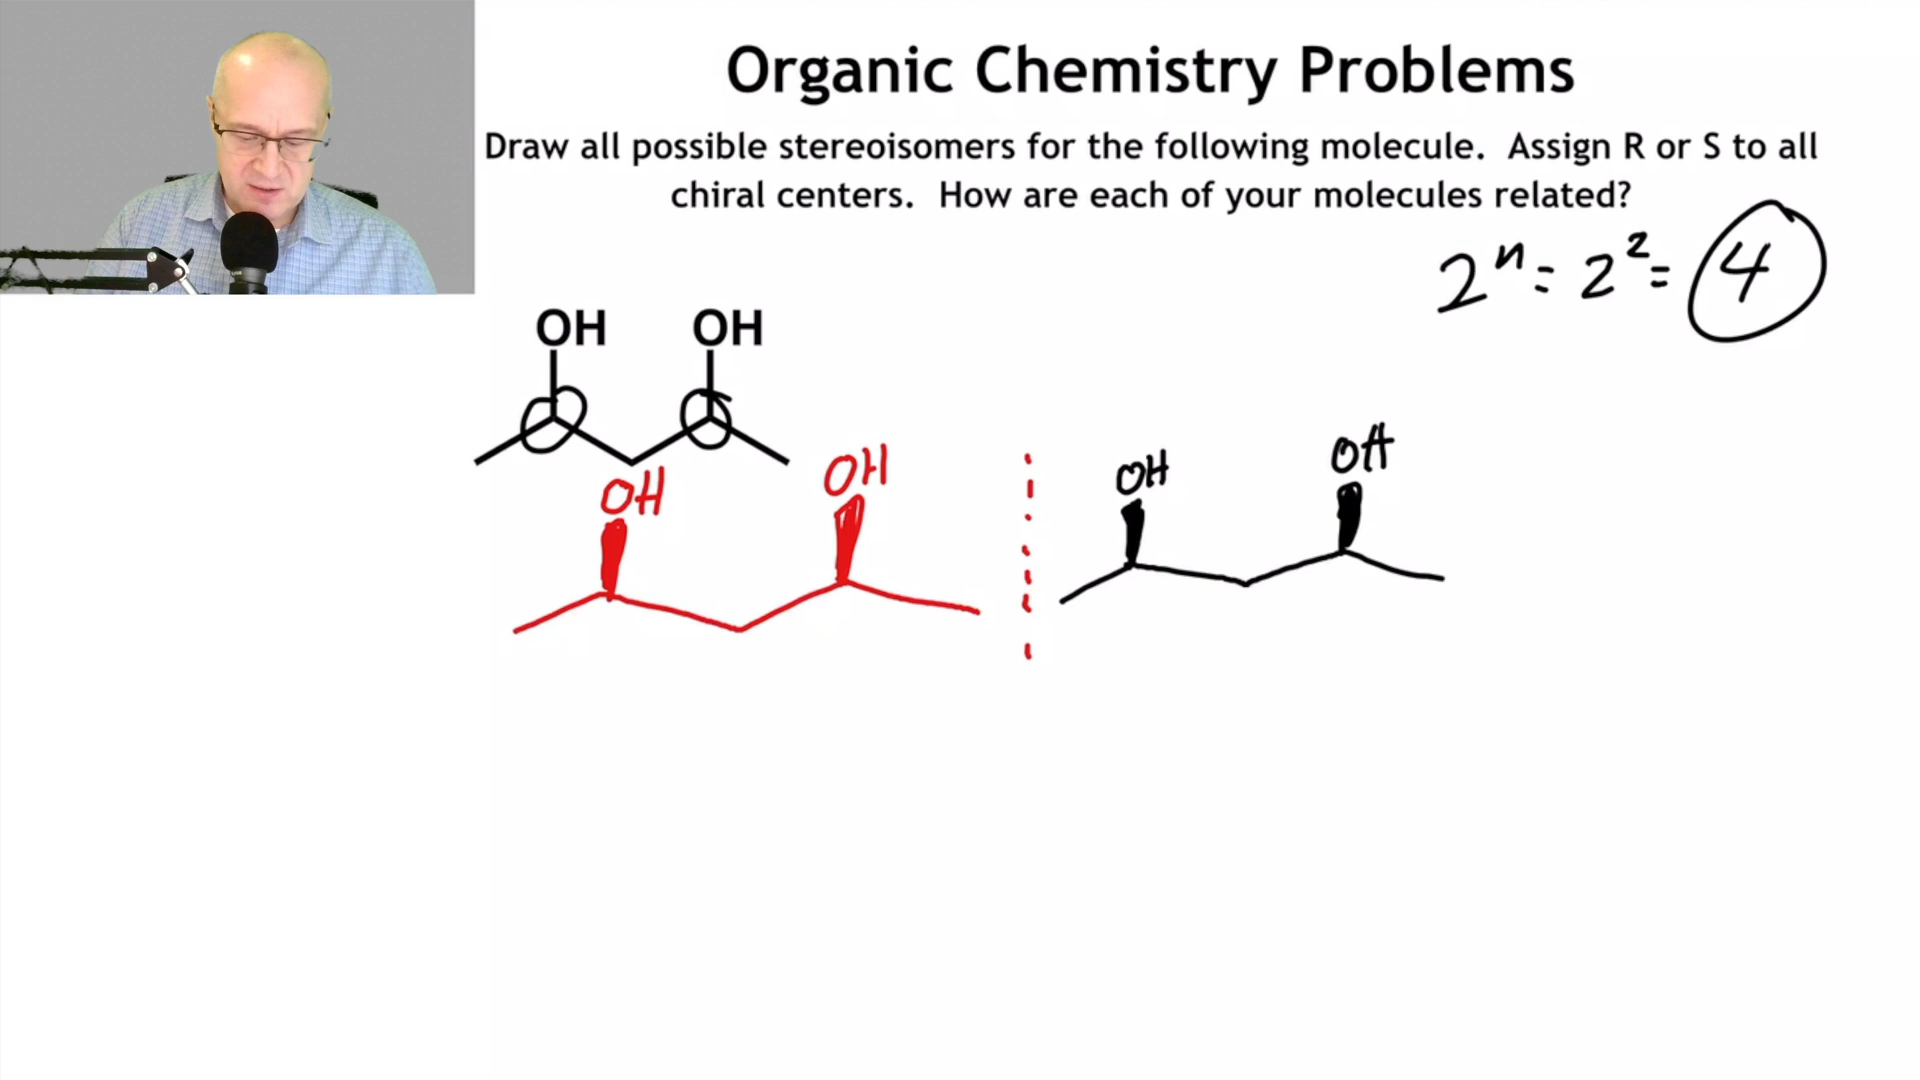 Organic Chemistry Problems
Draw all possible stereoisomers for the following molecule. Assign R or S to all
chiral centers. How are each of your molecules related?
2ⁿ = 2² = 4
OH OH
OH OH
OH OH